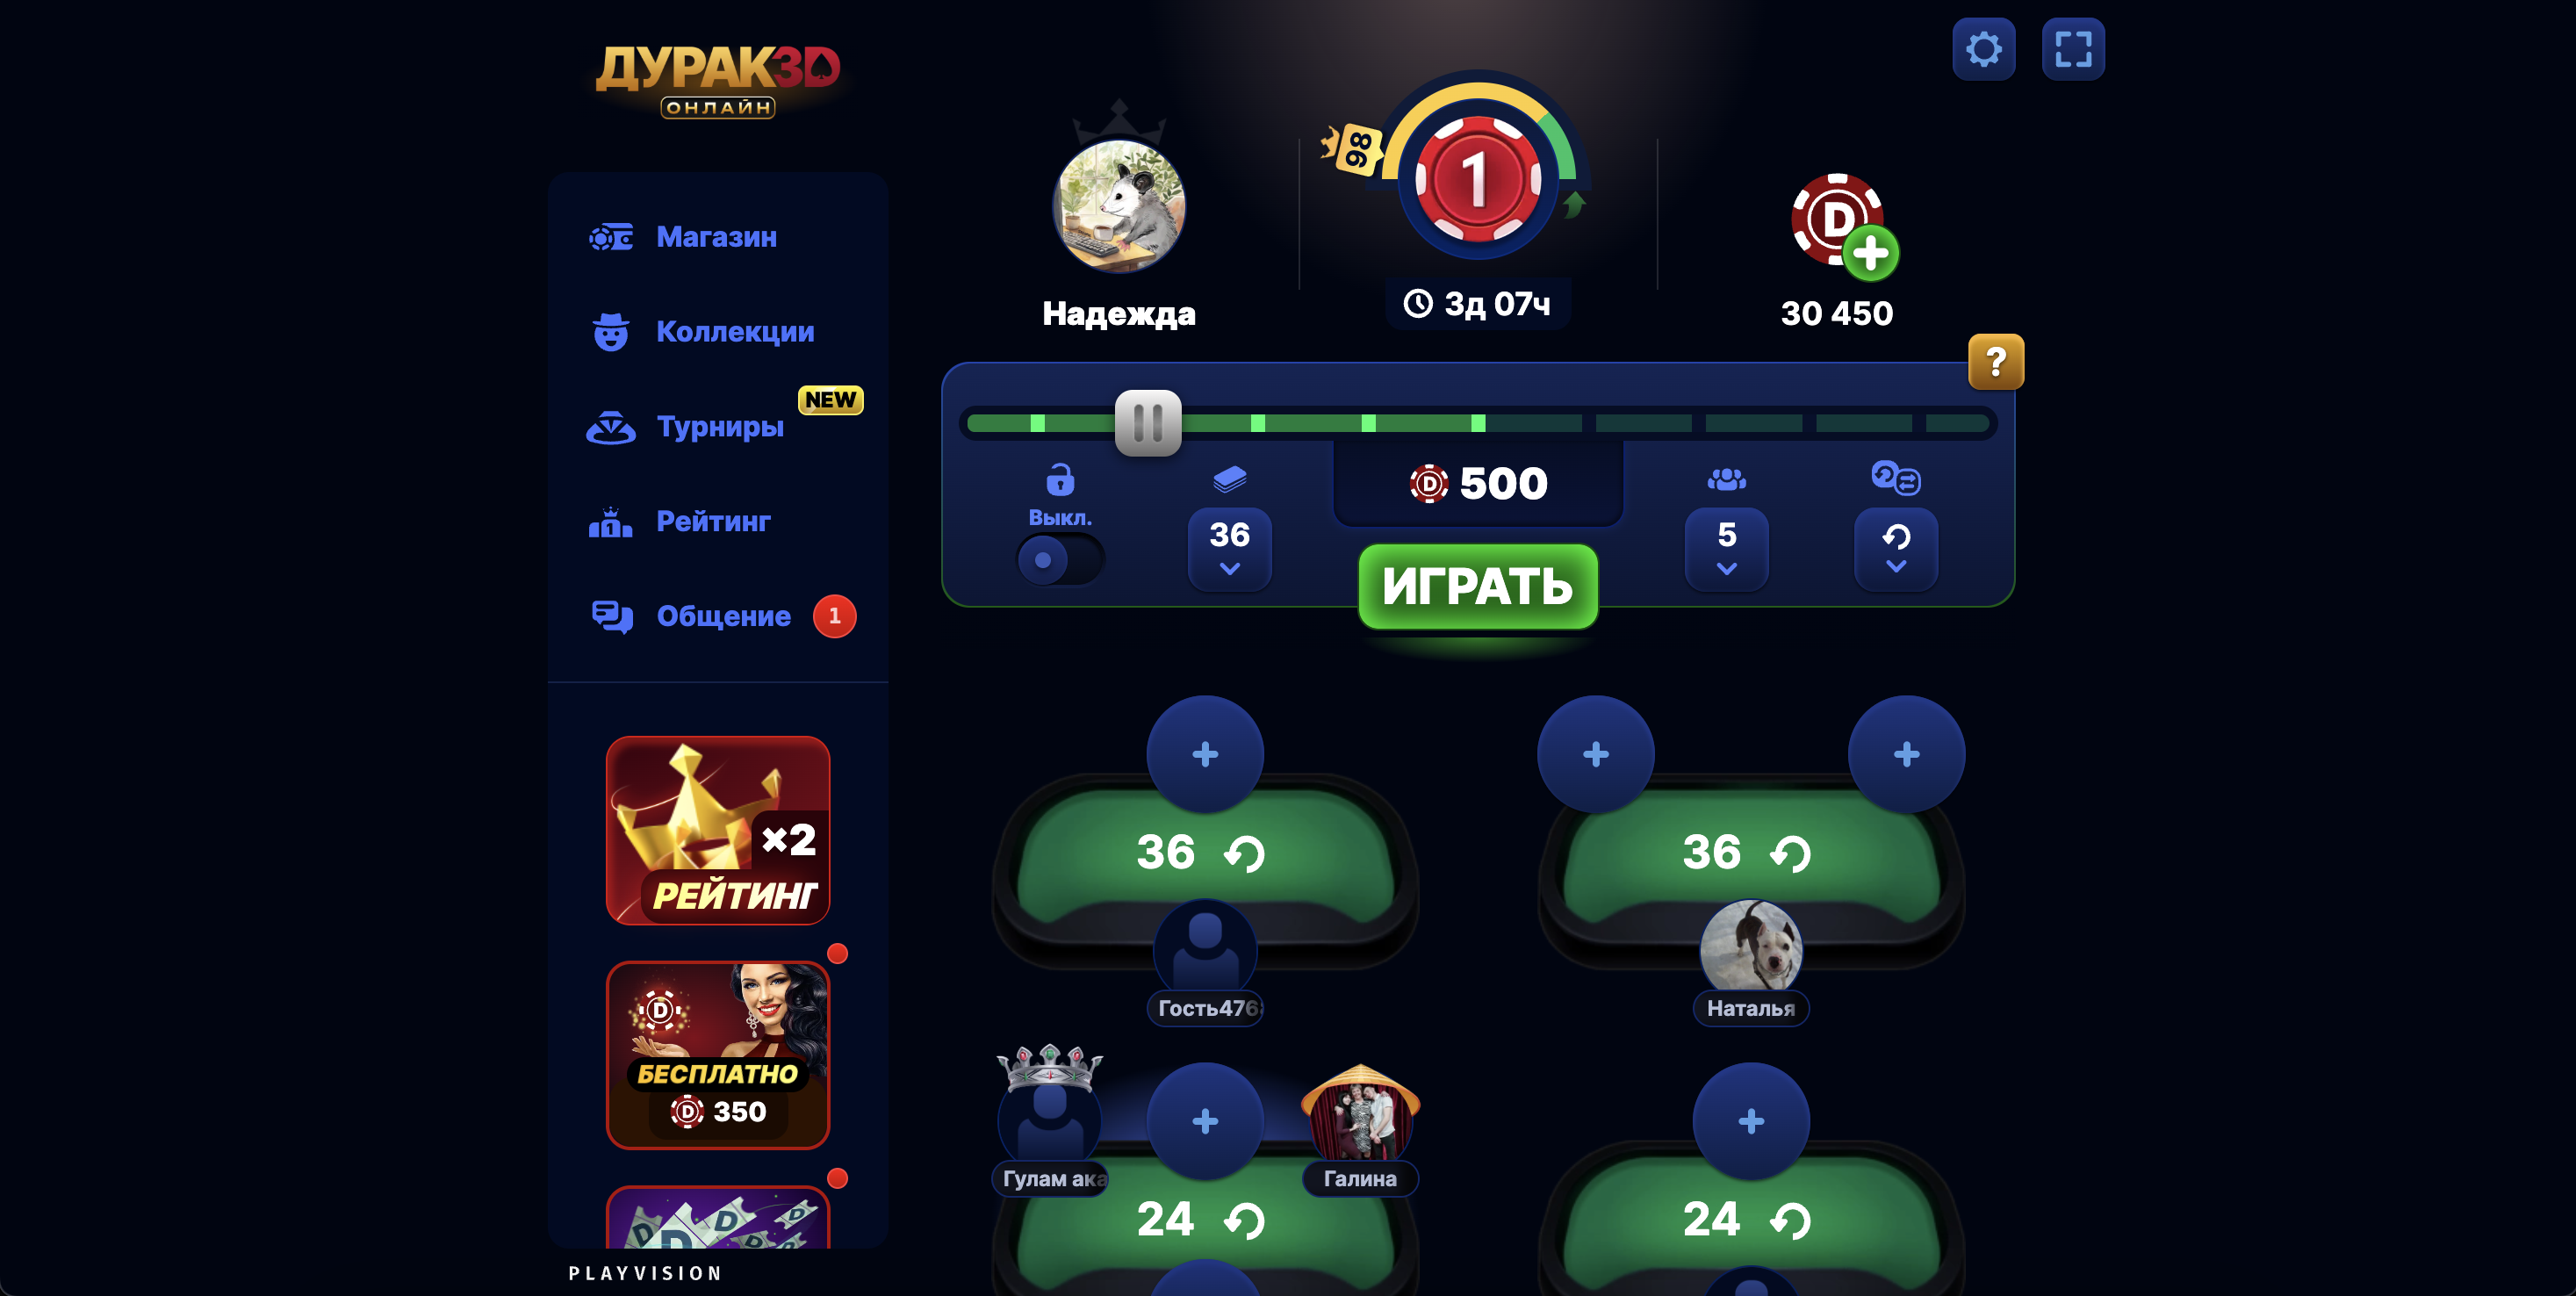 ДУРАК3D
ОНЛАЙН
Магазин
Коллекции
Турниры
NEW
Рейтинг
Общение
1
×2
РЕЙТИНГ
D
БЕСПЛАТНО
D 350
D
D
D
D
D
PLAYVISION
Надежда
98
1
3д 07ч
D
30 450
?
Выкл.
36
D 500
5
ИГРАТЬ
36
36
Гость476
Наталья
Гулам ака
Галина
24
24